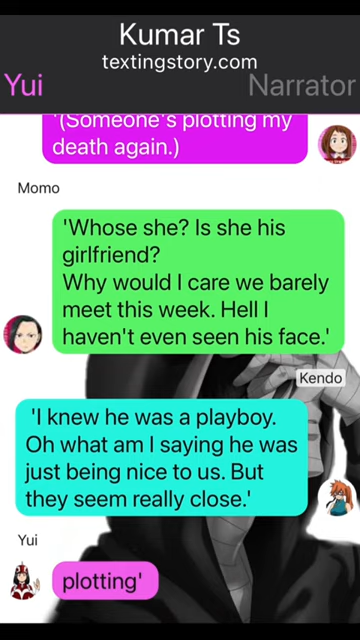 Kumar Ts
textingstory.com
Yui
Narrator
'(Someone's plotting my
death again.)
Momo
'Whose she? Is she his
girlfriend?
Why would I care we barely
meet this week. Hell I
haven't even seen his face.'
Kendo
'I knew he was a playboy.
Oh what am I saying he was
just being nice to us. But
they seem really close.'
Yui
plotting'